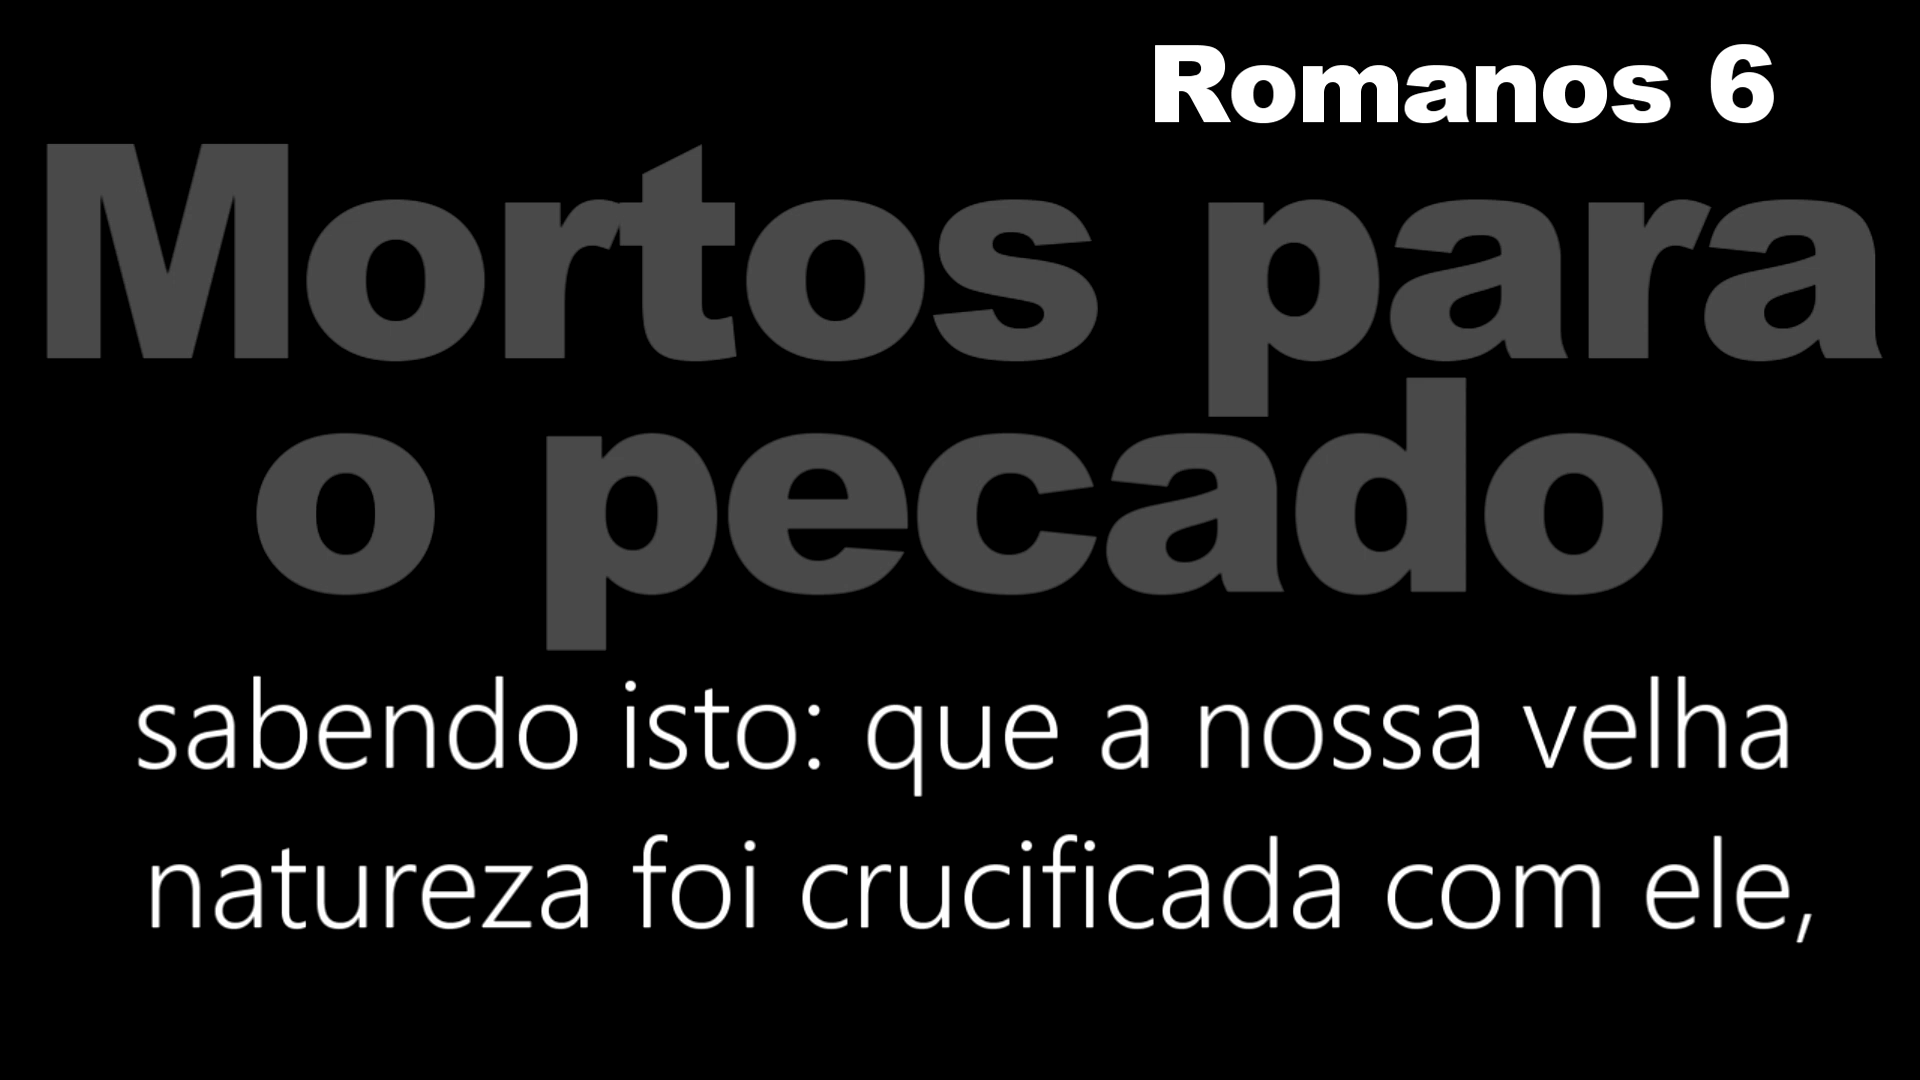 Romanos 6
Mortos para
o pecado
sabendo isto: que a nossa velha
natureza foi crucificada com ele,